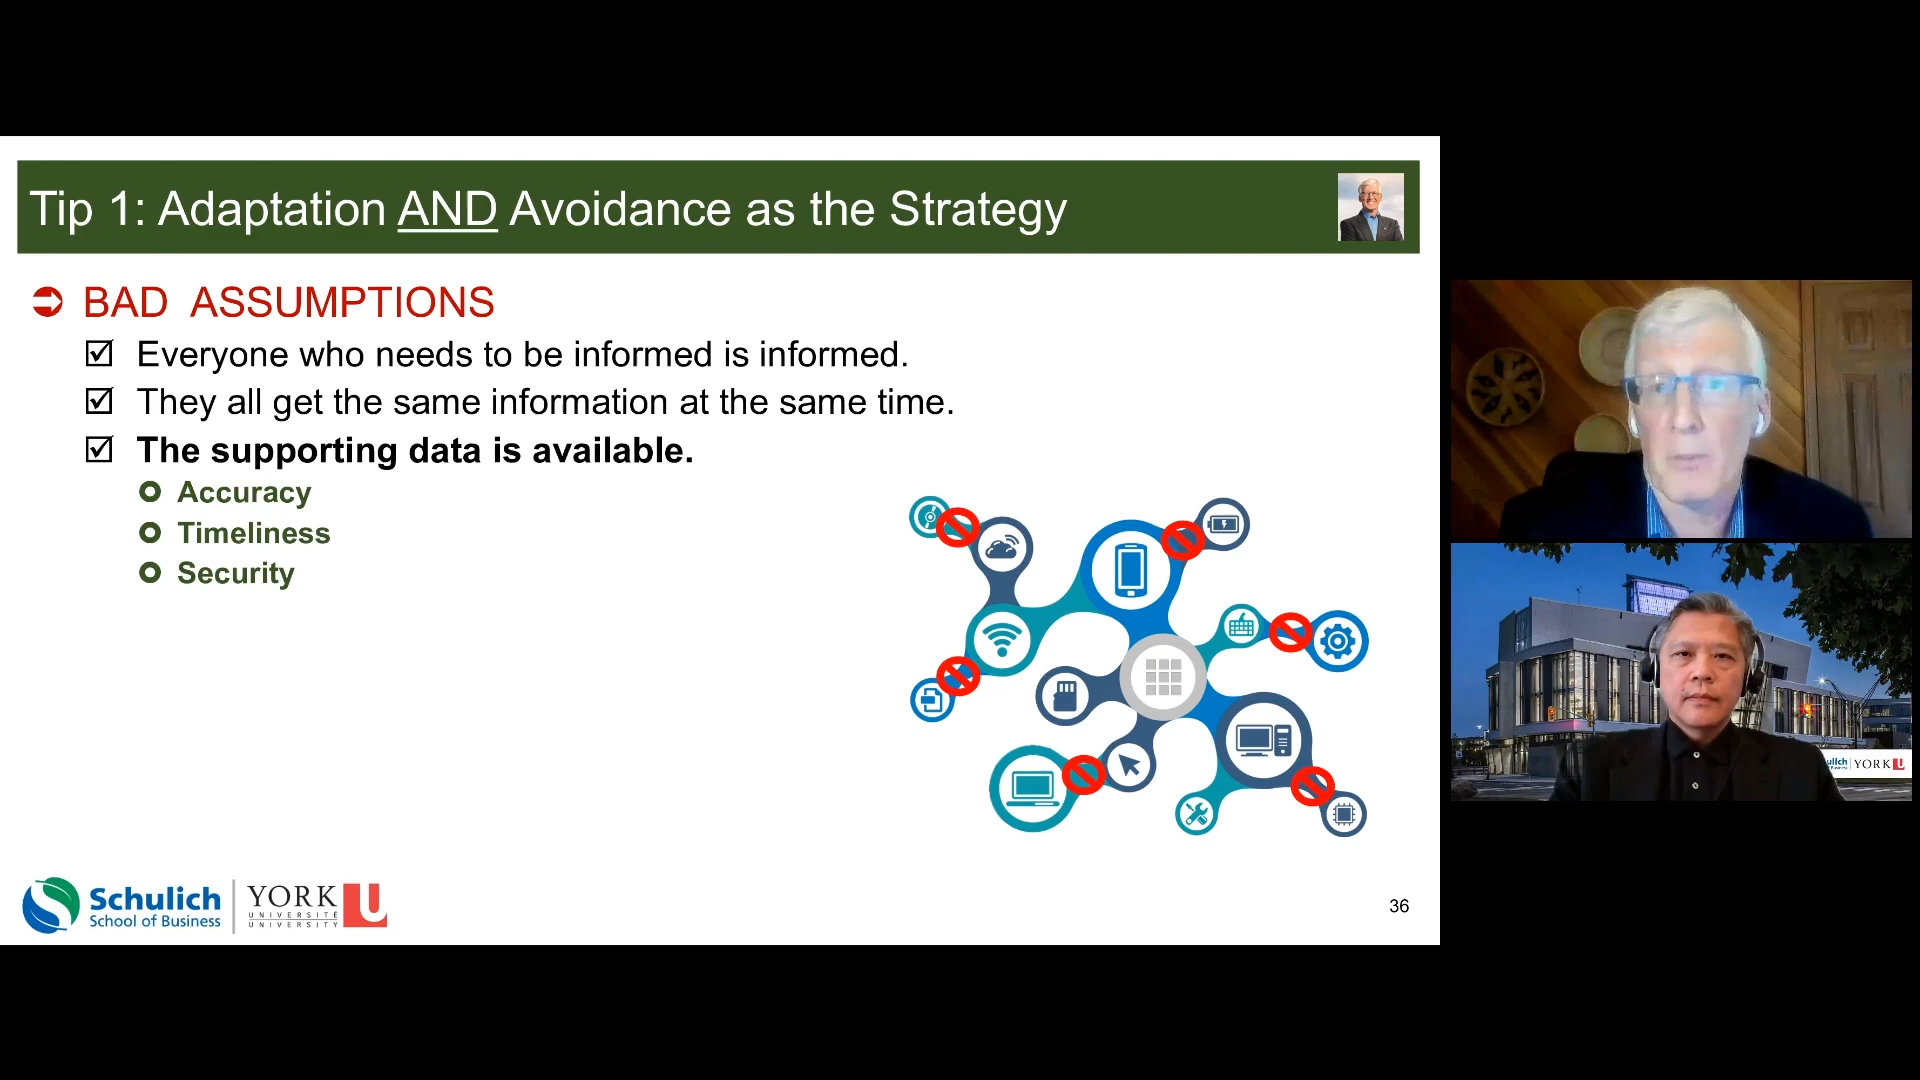 Tip 1: Adaptation AND Avoidance as the Strategy
BAD ASSUMPTIONS
Everyone who needs to be informed is informed.
They all get the same information at the same time.
The supporting data is available.
Accuracy
Timeliness
Security
Schulich
School of Business
YORK
UNIVERSITÉ
UNIVERSITY
U
36
YORK U